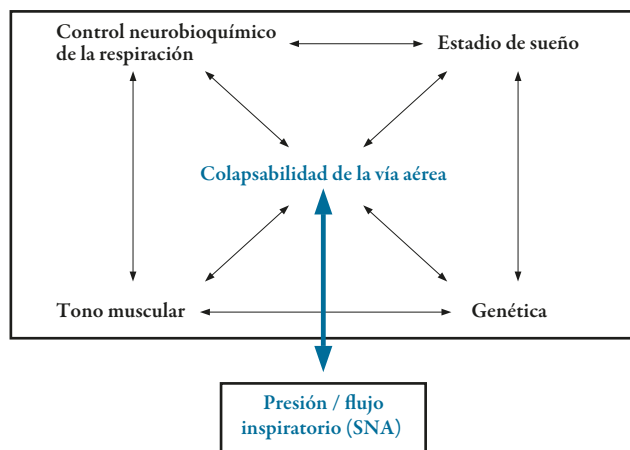 Control neurobioquímico
de la respiración
Estadio de sueño
Colapsabilidad de la vía aérea
Tono muscular
Genética
Presión / flujo
inspiratorio (SNA)